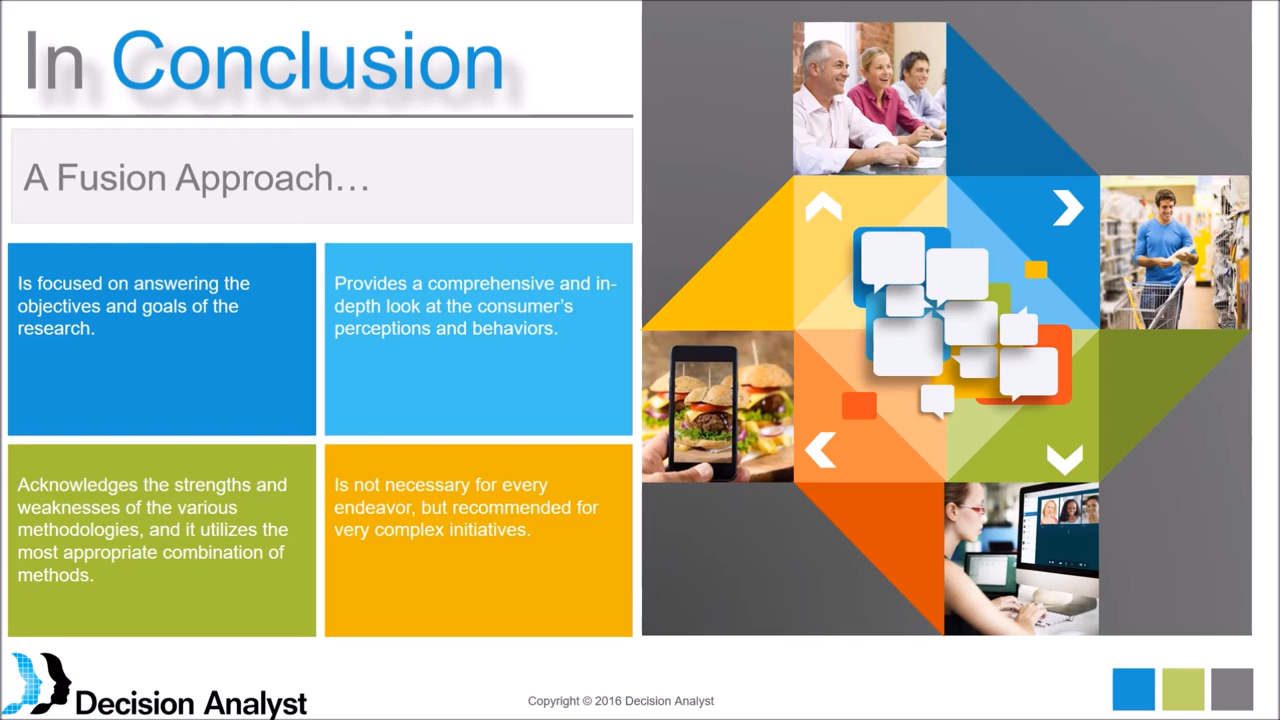 In Conclusion
A Fusion Approach…
Is focused on answering the
objectives and goals of the
research.
Provides a comprehensive and in-
depth look at the consumer's
perceptions and behaviors.
Acknowledges the strengths and
weaknesses of the various
methodologies, and it utilizes the
most appropriate combination of
methods.
Is not necessary for every
endeavor, but recommended for
very complex initiatives.
Decision Analyst
Copyright © 2016 Decision Analyst